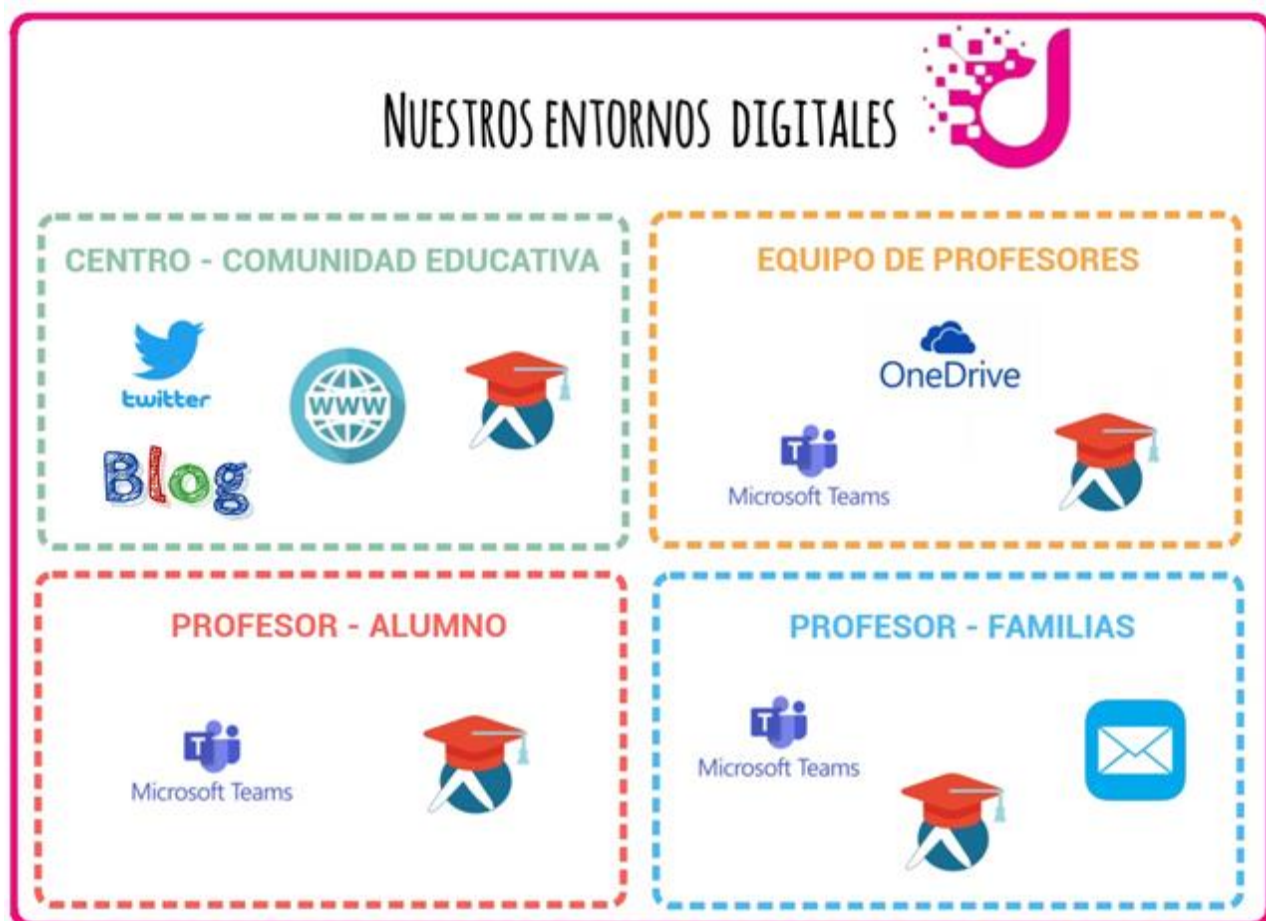 NUESTROS ENTORNOS DIGITALES
CENTRO - COMUNIDAD EDUCATIVA
twitter
WWW
Blog
EQUIPO DE PROFESORES
OneDrive
T
Microsoft Teams
PROFESOR - ALUMNO
T
Microsoft Teams
PROFESOR - FAMILIAS
T
Microsoft Teams